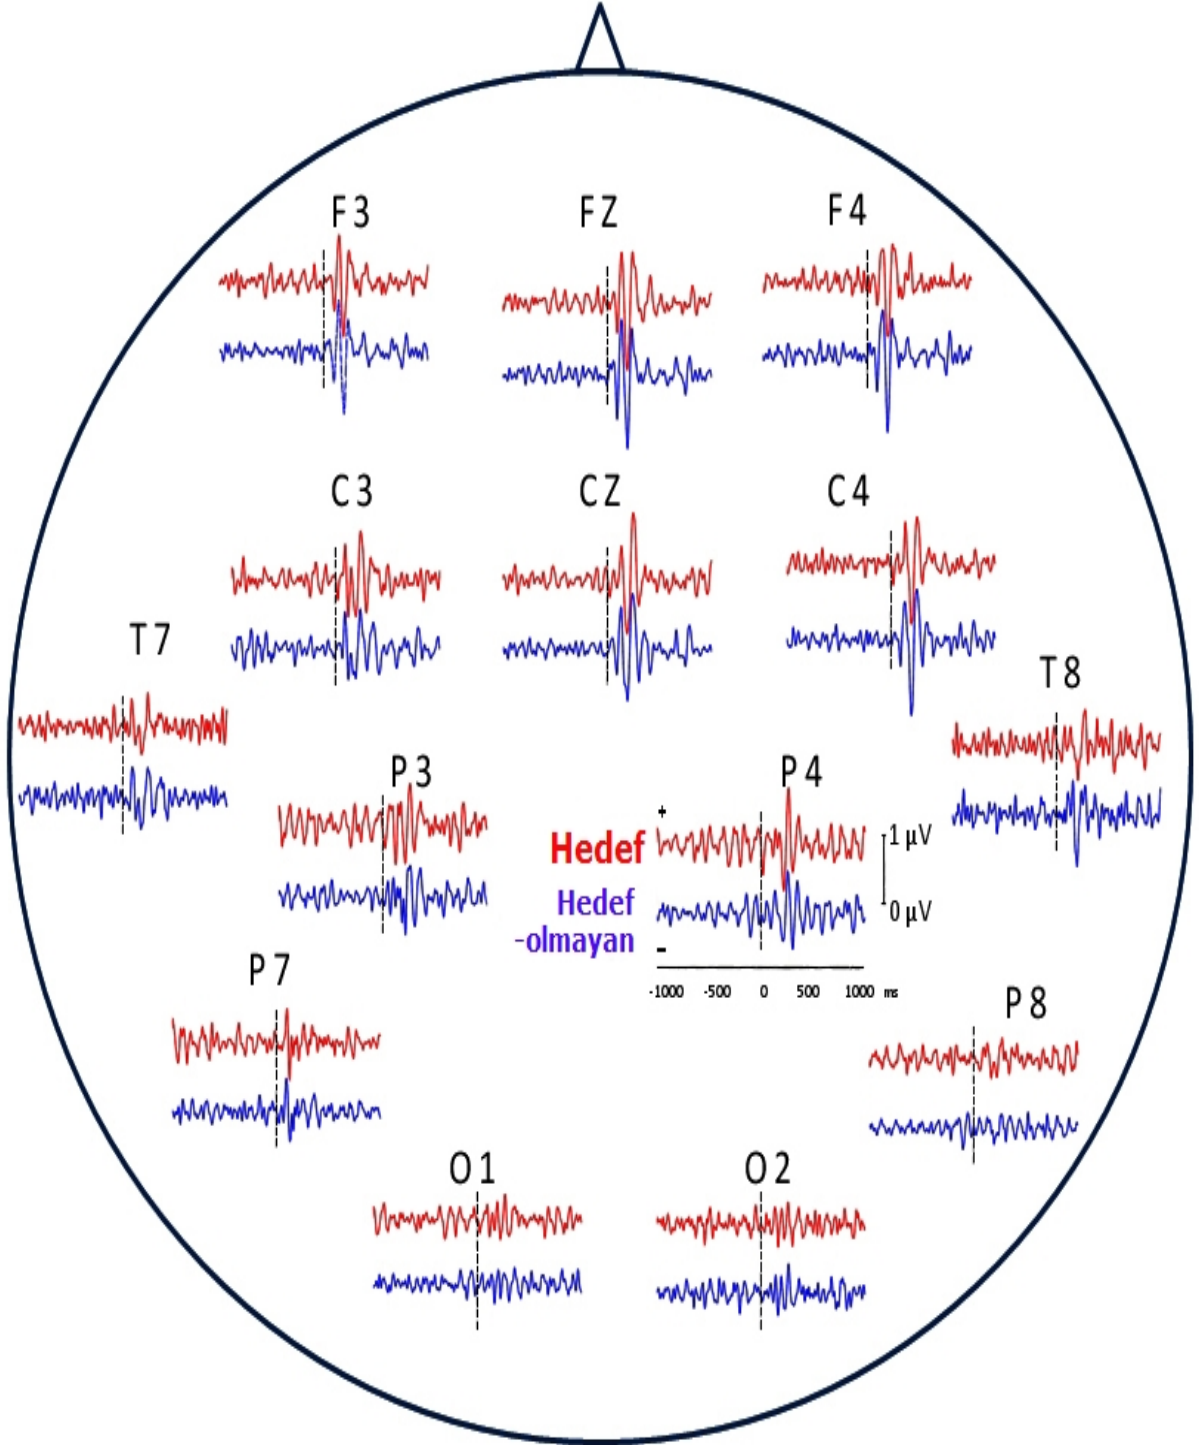 F3 FZ F4
C3 CZ C4
T7
T8
P3 P4
+
Hedef
1 µV
Hedef
0 µV
-olmayan
-
-1000 -500 0 500 1000 ms
P7
P8
O1 O2